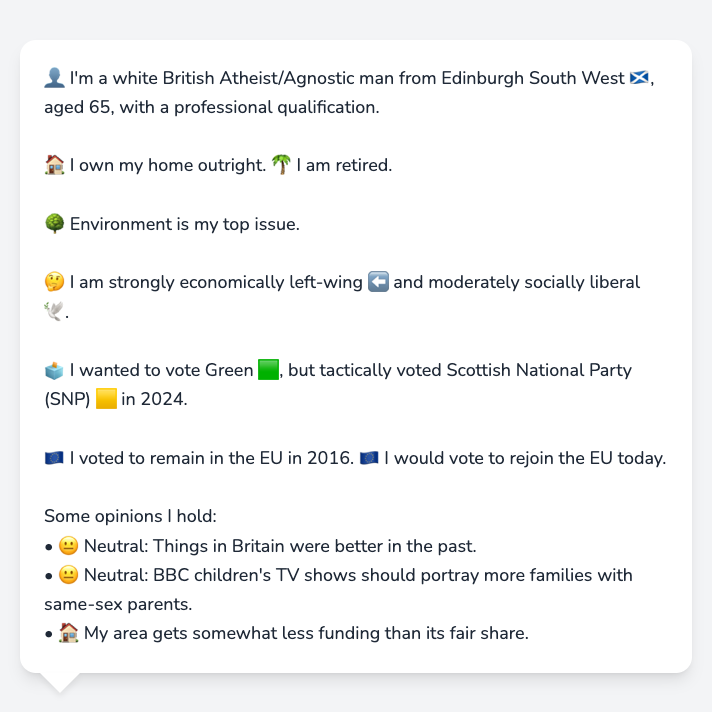 👤 I'm a white British Atheist/Agnostic man from Edinburgh South West 🏴󠁧󠁢󠁳󠁣󠁴󠁿,
aged 65, with a professional qualification.
🏠 I own my home outright. 🌴 I am retired.
🌳 Environment is my top issue.
🤔 I am strongly economically left-wing ⬅️ and moderately socially liberal
🕊️.
🗳️ I wanted to vote Green 🟩, but tactically voted Scottish National Party
(SNP) 🟨 in 2024.
🇪🇺 I voted to remain in the EU in 2016. 🇪🇺 I would vote to rejoin the EU today.
Some opinions I hold:
• 😐 Neutral: Things in Britain were better in the past.
• 😐 Neutral: BBC children's TV shows should portray more families with
same-sex parents.
• 🏠 My area gets somewhat less funding than its fair share.